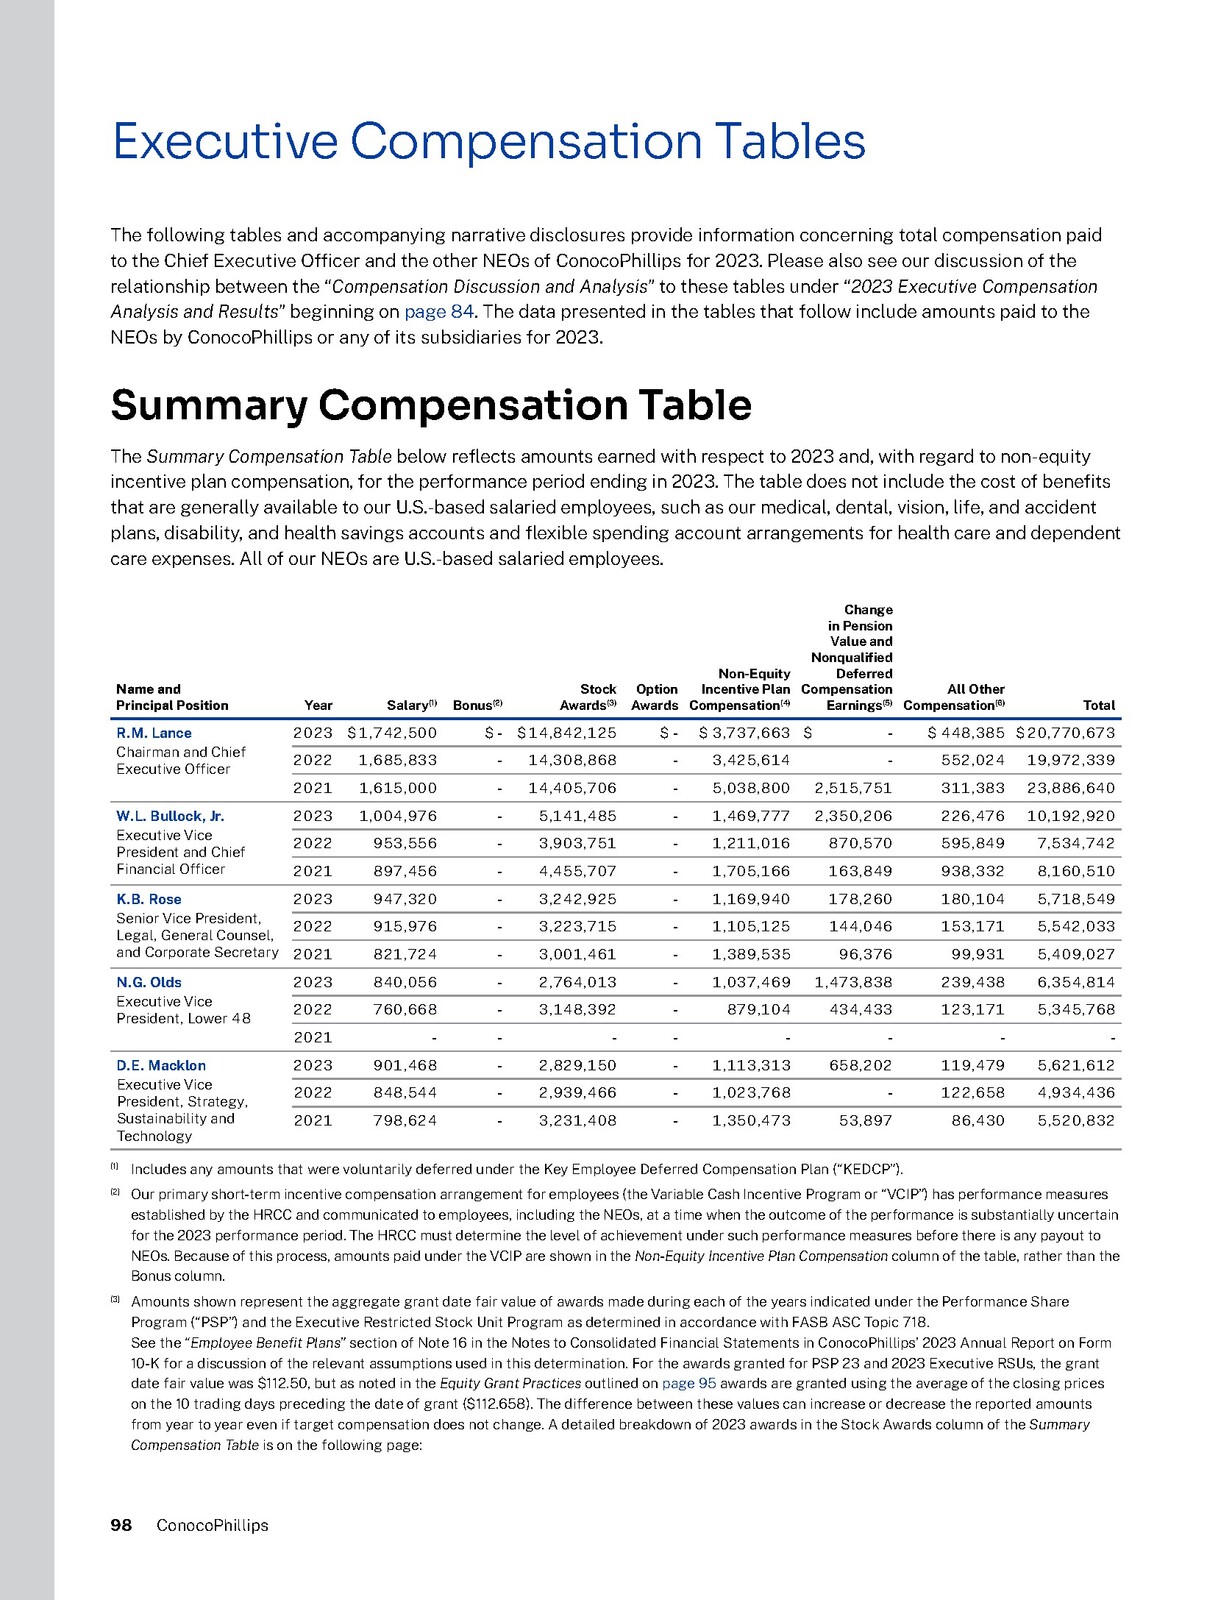 Executive Compensation Tables
The following tables and accompanying narrative disclosures provide information concerning total compensation paid
to the Chief Executive Officer and the other NEOs of ConocoPhillips for 2023. Please also see our discussion of the
relationship between the “Compensation Discussion and Analysis” to these tables under “2023 Executive Compensation
Analysis and Results” beginning on page 84. The data presented in the tables that follow include amounts paid to the
NEOs by ConocoPhillips or any of its subsidiaries for 2023.
Summary Compensation Table
The Summary Compensation Table below reflects amounts earned with respect to 2023 and, with regard to non-equity
incentive plan compensation, for the performance period ending in 2023. The table does not include the cost of benefits
that are generally available to our U.S.-based salaried employees, such as our medical, dental, vision, life, and accident
plans, disability, and health savings accounts and flexible spending account arrangements for health care and dependent
care expenses. All of our NEOs are U.S.-based salaried employees.
Change
in Pension
Value and
Nonqualified
Non-Equity Deferred
Name and Stock Option Incentive Plan Compensation All Other
Principal Position Year Salary(1) Bonus(2) Awards(3) Awards Compensation(4) Earnings(5) Compensation(6) Total
R.M. Lance 2023 $1,742,500 $ - $14,842,125 $ - $ 3,737,663 $ - $ 448,385 $20,770,673
Chairman and Chief
Executive Officer
2022 1,685,833 - 14,308,868 - 3,425,614 - 552,024 19,972,339
2021 1,615,000 - 14,405,706 - 5,038,800 2,515,751 311,383 23,886,640
W.L. Bullock, Jr. 2023 1,004,976 - 5,141,485 - 1,469,777 2,350,206 226,476 10,192,920
Executive Vice
President and Chief
Financial Officer
2022 953,556 - 3,903,751 - 1,211,016 870,570 595,849 7,534,742
2021 897,456 - 4,455,707 - 1,705,166 163,849 938,332 8,160,510
K.B. Rose 2023 947,320 - 3,242,925 - 1,169,940 178,260 180,104 5,718,549
Senior Vice President,
Legal, General Counsel,
and Corporate Secretary
2022 915,976 - 3,223,715 - 1,105,125 144,046 153,171 5,542,033
2021 821,724 - 3,001,461 - 1,389,535 96,376 99,931 5,409,027
N.G. Olds 2023 840,056 - 2,764,013 - 1,037,469 1,473,838 239,438 6,354,814
Executive Vice
President, Lower 48
2022 760,668 - 3,148,392 - 879,104 434,433 123,171 5,345,768
2021 - - - - - - - -
D.E. Macklon 2023 901,468 - 2,829,150 - 1,113,313 658,202 119,479 5,621,612
Executive Vice
President, Strategy,
Sustainability and
Technology
2022 848,544 - 2,939,466 - 1,023,768 - 122,658 4,934,436
2021 798,624 - 3,231,408 - 1,350,473 53,897 86,430 5,520,832
(1) Includes any amounts that were voluntarily deferred under the Key Employee Deferred Compensation Plan (“KEDCP”).
(2) Our primary short-term incentive compensation arrangement for employees (the Variable Cash Incentive Program or “VCIP”) has performance measures
established by the HRCC and communicated to employees, including the NEOs, at a time when the outcome of the performance is substantially uncertain
for the 2023 performance period. The HRCC must determine the level of achievement under such performance measures before there is any payout to
NEOs. Because of this process, amounts paid under the VCIP are shown in the Non-Equity Incentive Plan Compensation column of the table, rather than the
Bonus column.
(3) Amounts shown represent the aggregate grant date fair value of awards made during each of the years indicated under the Performance Share
Program (“PSP”) and the Executive Restricted Stock Unit Program as determined in accordance with FASB ASC Topic 718.
See the “Employee Benefit Plans” section of Note 16 in the Notes to Consolidated Financial Statements in ConocoPhillips’ 2023 Annual Report on Form
10-K for a discussion of the relevant assumptions used in this determination. For the awards granted for PSP 23 and 2023 Executive RSUs, the grant
date fair value was $112.50, but as noted in the Equity Grant Practices outlined on page 95 awards are granted using the average of the closing prices
on the 10 trading days preceding the date of grant ($112.658). The difference between these values can increase or decrease the reported amounts
from year to year even if target compensation does not change. A detailed breakdown of 2023 awards in the Stock Awards column of the Summary
Compensation Table is on the following page:
98 ConocoPhillips